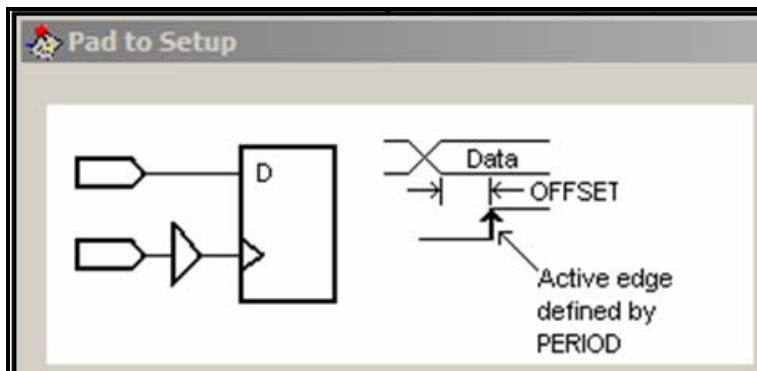 Pad to Setup
D
Data
OFFSET
Active edge
defined by
PERIOD